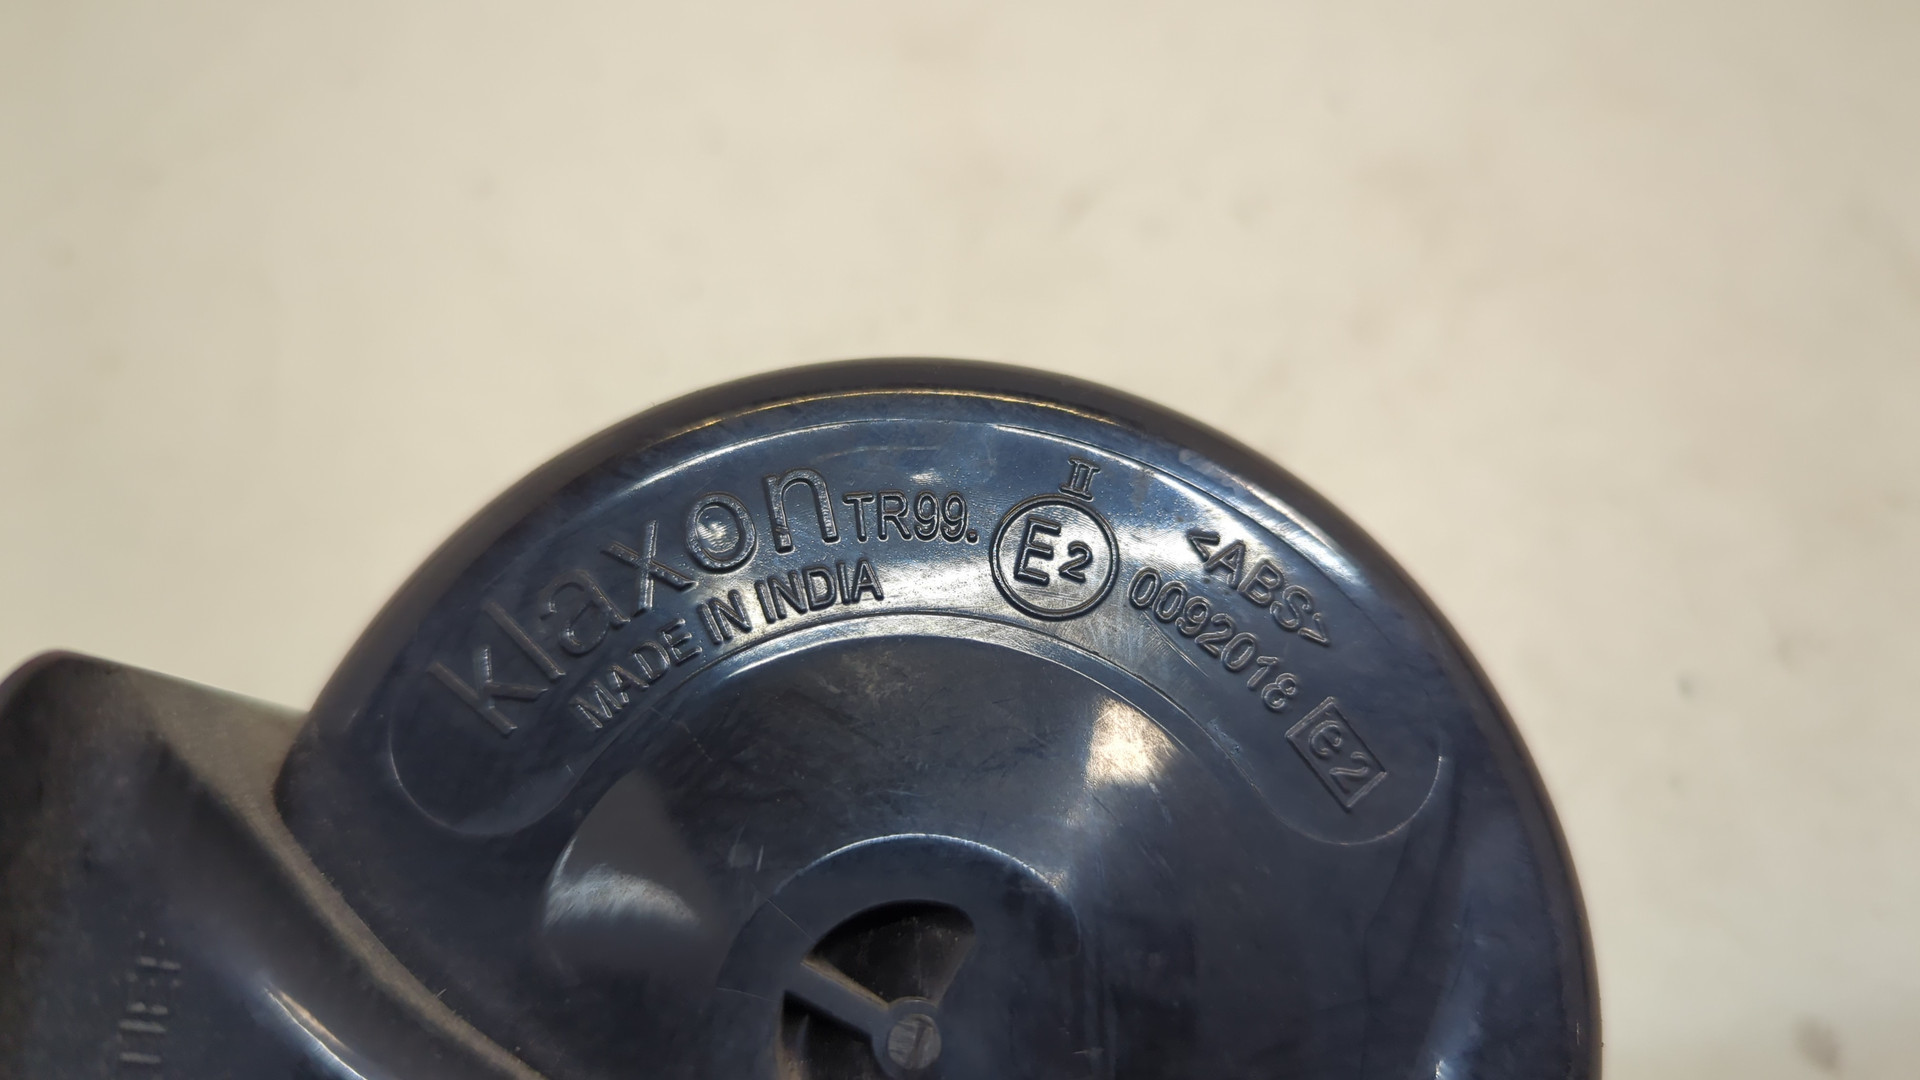 klaxon TR99.
MADE IN INDIA
II
E2
<ABS>
0092018
e2